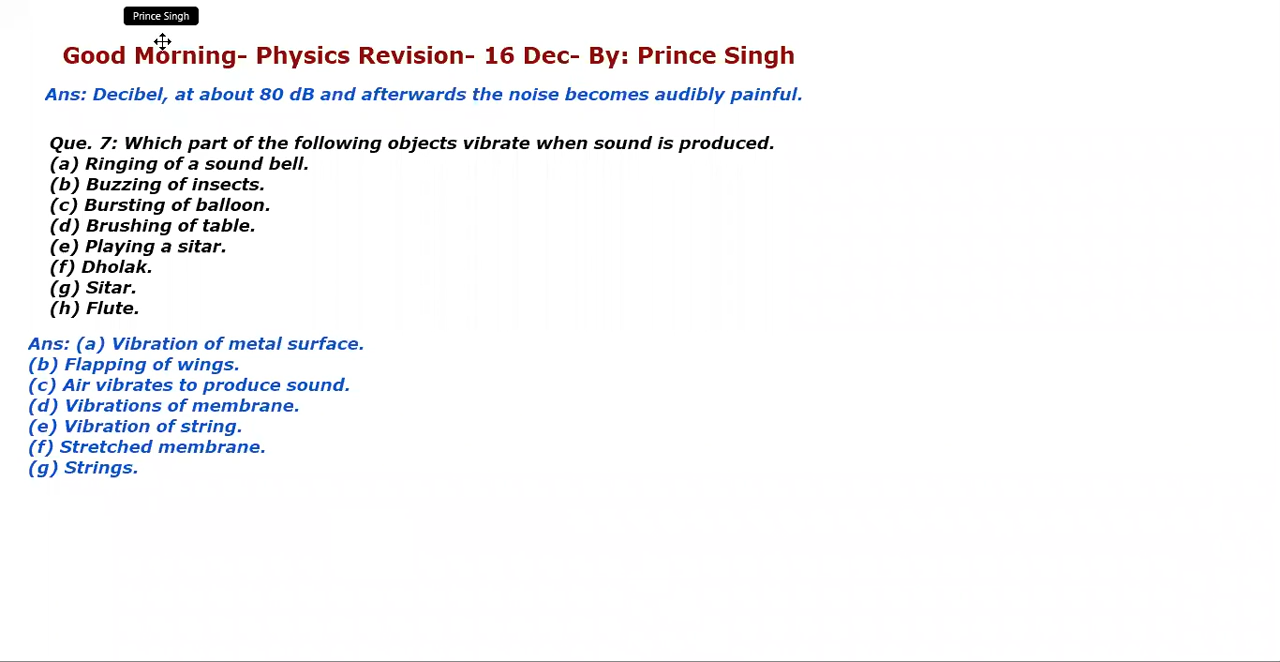 Prince Singh
Good Morning- Physics Revision- 16 Dec- By: Prince Singh
Ans: Decibel, at about 80 dB and afterwards the noise becomes audibly painful.
Que. 7: Which part of the following objects vibrate when sound is produced.
(a) Ringing of a sound bell.
(b) Buzzing of insects.
(c) Bursting of balloon.
(d) Brushing of table.
(e) Playing a sitar.
(f) Dholak.
(g) Sitar.
(h) Flute.
Ans: (a) Vibration of metal surface.
(b) Flapping of wings.
(c) Air vibrates to produce sound.
(d) Vibrations of membrane.
(e) Vibration of string.
(f) Stretched membrane.
(g) Strings.